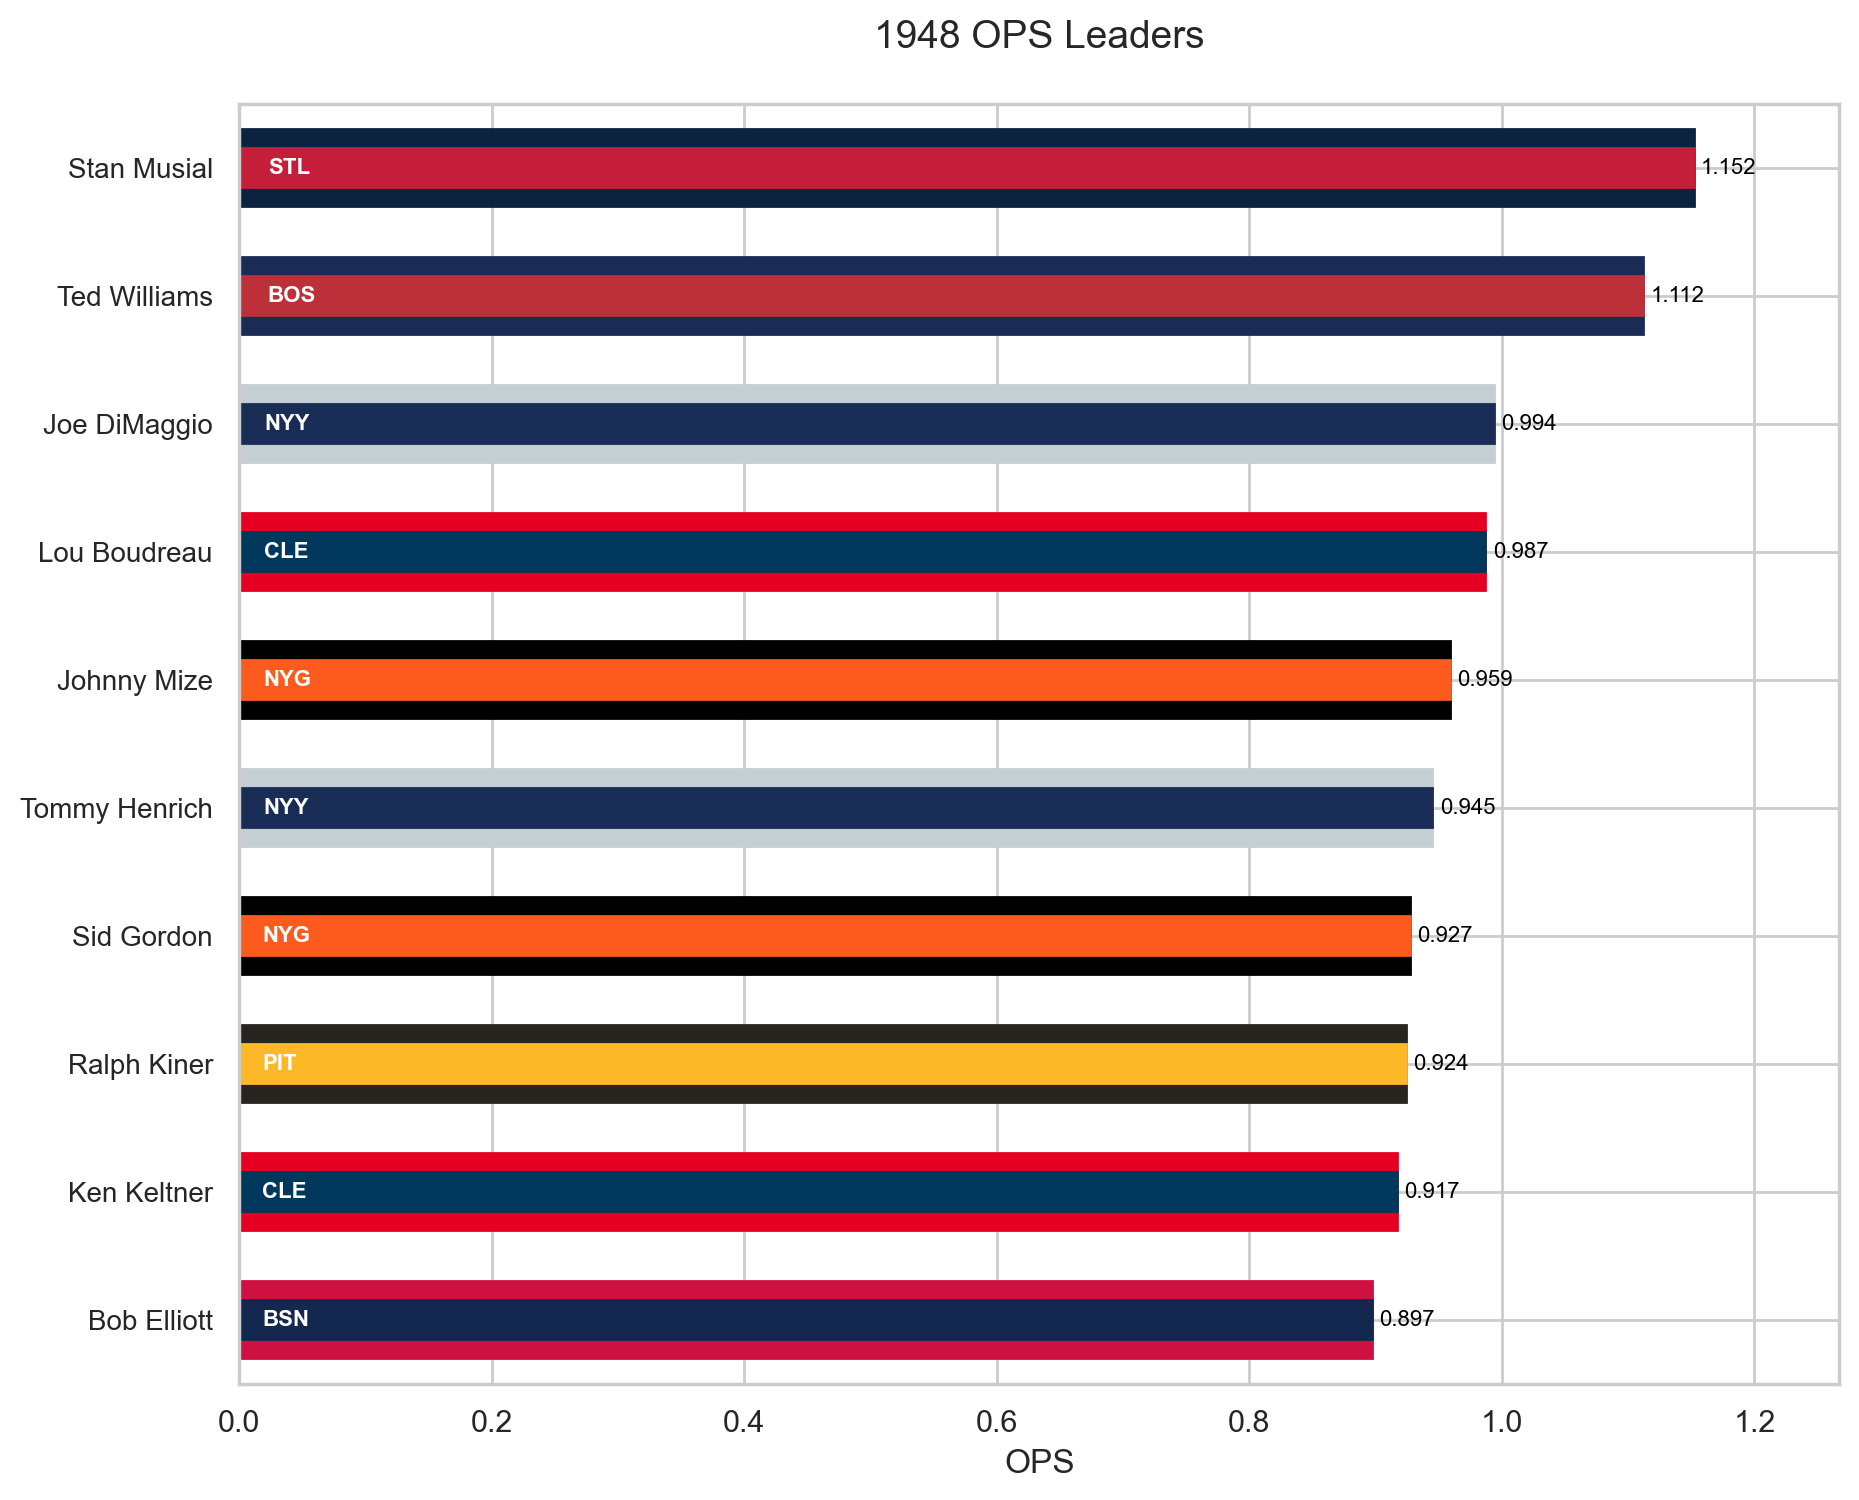 1948 OPS Leaders
Stan Musial STL 1.152
Ted Williams BOS 1.112
Joe DiMaggio NYY 0.994
Lou Boudreau CLE 0.987
Johnny Mize NYG 0.959
Tommy Henrich NYY 0.945
Sid Gordon NYG 0.927
Ralph Kiner PIT 0.924
Ken Keltner CLE 0.917
Bob Elliott BSN 0.897
0.0 0.2 0.4 0.6 0.8 1.0 1.2
OPS